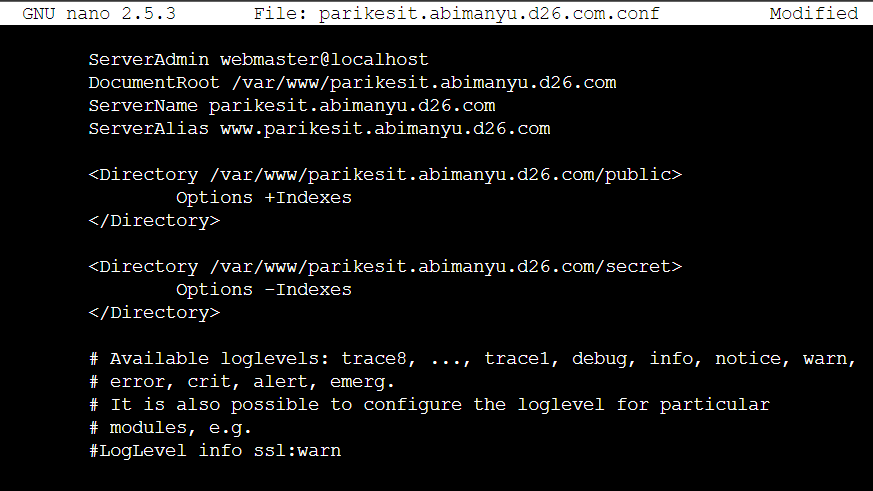 GNU nano 2.5.3 File: parikesit.abimanyu.d26.com.conf Modified
ServerAdmin webmaster@localhost
DocumentRoot /var/www/parikesit.abimanyu.d26.com
ServerName parikesit.abimanyu.d26.com
ServerAlias www.parikesit.abimanyu.d26.com
<Directory /var/www/parikesit.abimanyu.d26.com/public>
Options +Indexes
</Directory>
<Directory /var/www/parikesit.abimanyu.d26.com/secret>
Options -Indexes
</Directory>
# Available loglevels: trace8, ..., trace1, debug, info, notice, warn,
# error, crit, alert, emerg.
# It is also possible to configure the loglevel for particular
# modules, e.g.
#LogLevel info ssl:warn